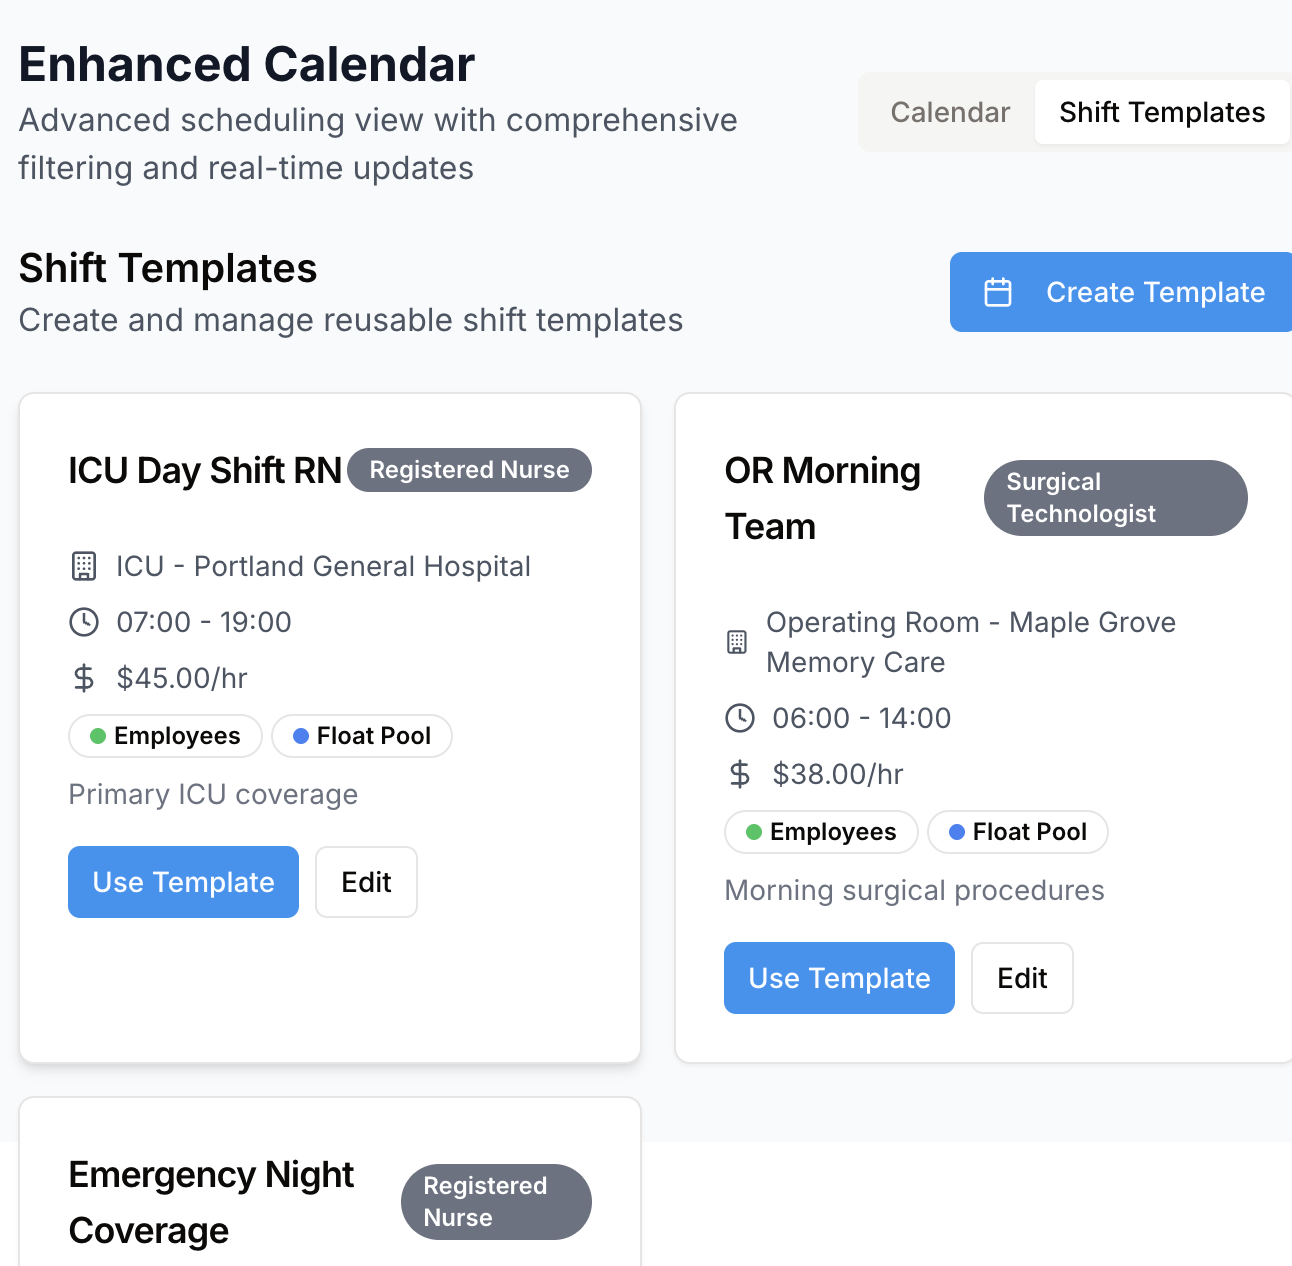 Enhanced Calendar
Advanced scheduling view with comprehensive
filtering and real-time updates
Calendar
Shift Templates
Shift Templates
Create and manage reusable shift templates
Create Template
ICU Day Shift RN
Registered Nurse
ICU - Portland General Hospital
07:00 - 19:00
$45.00/hr
Employees
Float Pool
Primary ICU coverage
Use Template
Edit
OR Morning
Team
Surgical
Technologist
Operating Room - Maple Grove
Memory Care
06:00 - 14:00
$38.00/hr
Employees
Float Pool
Morning surgical procedures
Use Template
Edit
Emergency Night
Coverage
Registered
Nurse